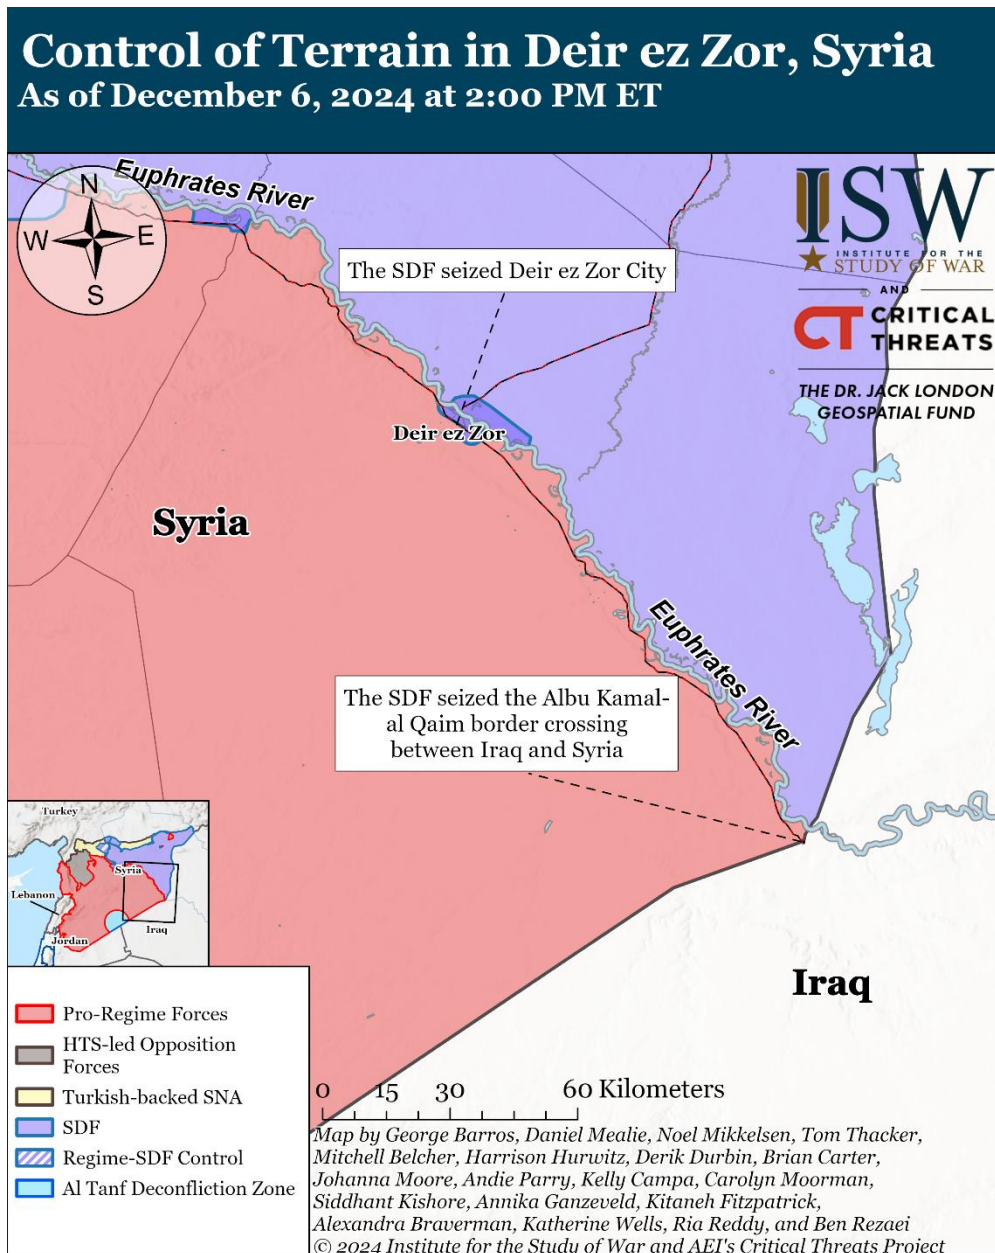 Control of Terrain in Deir ez Zor, Syria
As of December 6, 2024 at 2:00 PM ET
Euphrates River
N
W
E
S
ISW
INSTITUTE FOR THE
STUDY OF WAR
AND
CT CRITICAL
THREATS
THE DR. JACK LONDON
GEOSPATIAL FUND
The SDF seized Deir ez Zor City
Deir ez Zor
Syria
Euphrates River
The SDF seized the Albu Kamal-
al Qaim border crossing
between Iraq and Syria
Turkey
Syria
Lebanon
Iraq
Jordan
Iraq
Pro-Regime Forces
HTS-led Opposition
Forces
Turkish-backed SNA
SDF
Regime-SDF Control
Al Tanf Deconfliction Zone
0 15 30 60 Kilometers
Map by George Barros, Daniel Mealie, Noel Mikkelsen, Tom Thacker,
Mitchell Belcher, Harrison Hurwitz, Derik Durbin, Brian Carter,
Johanna Moore, Andie Parry, Kelly Campa, Carolyn Moorman,
Siddhant Kishore, Annika Ganzeveld, Kitaneh Fitzpatrick,
Alexandra Braverman, Katherine Wells, Ria Reddy, and Ben Rezaei
© 2024 Institute for the Study of War and AEI's Critical Threats Project